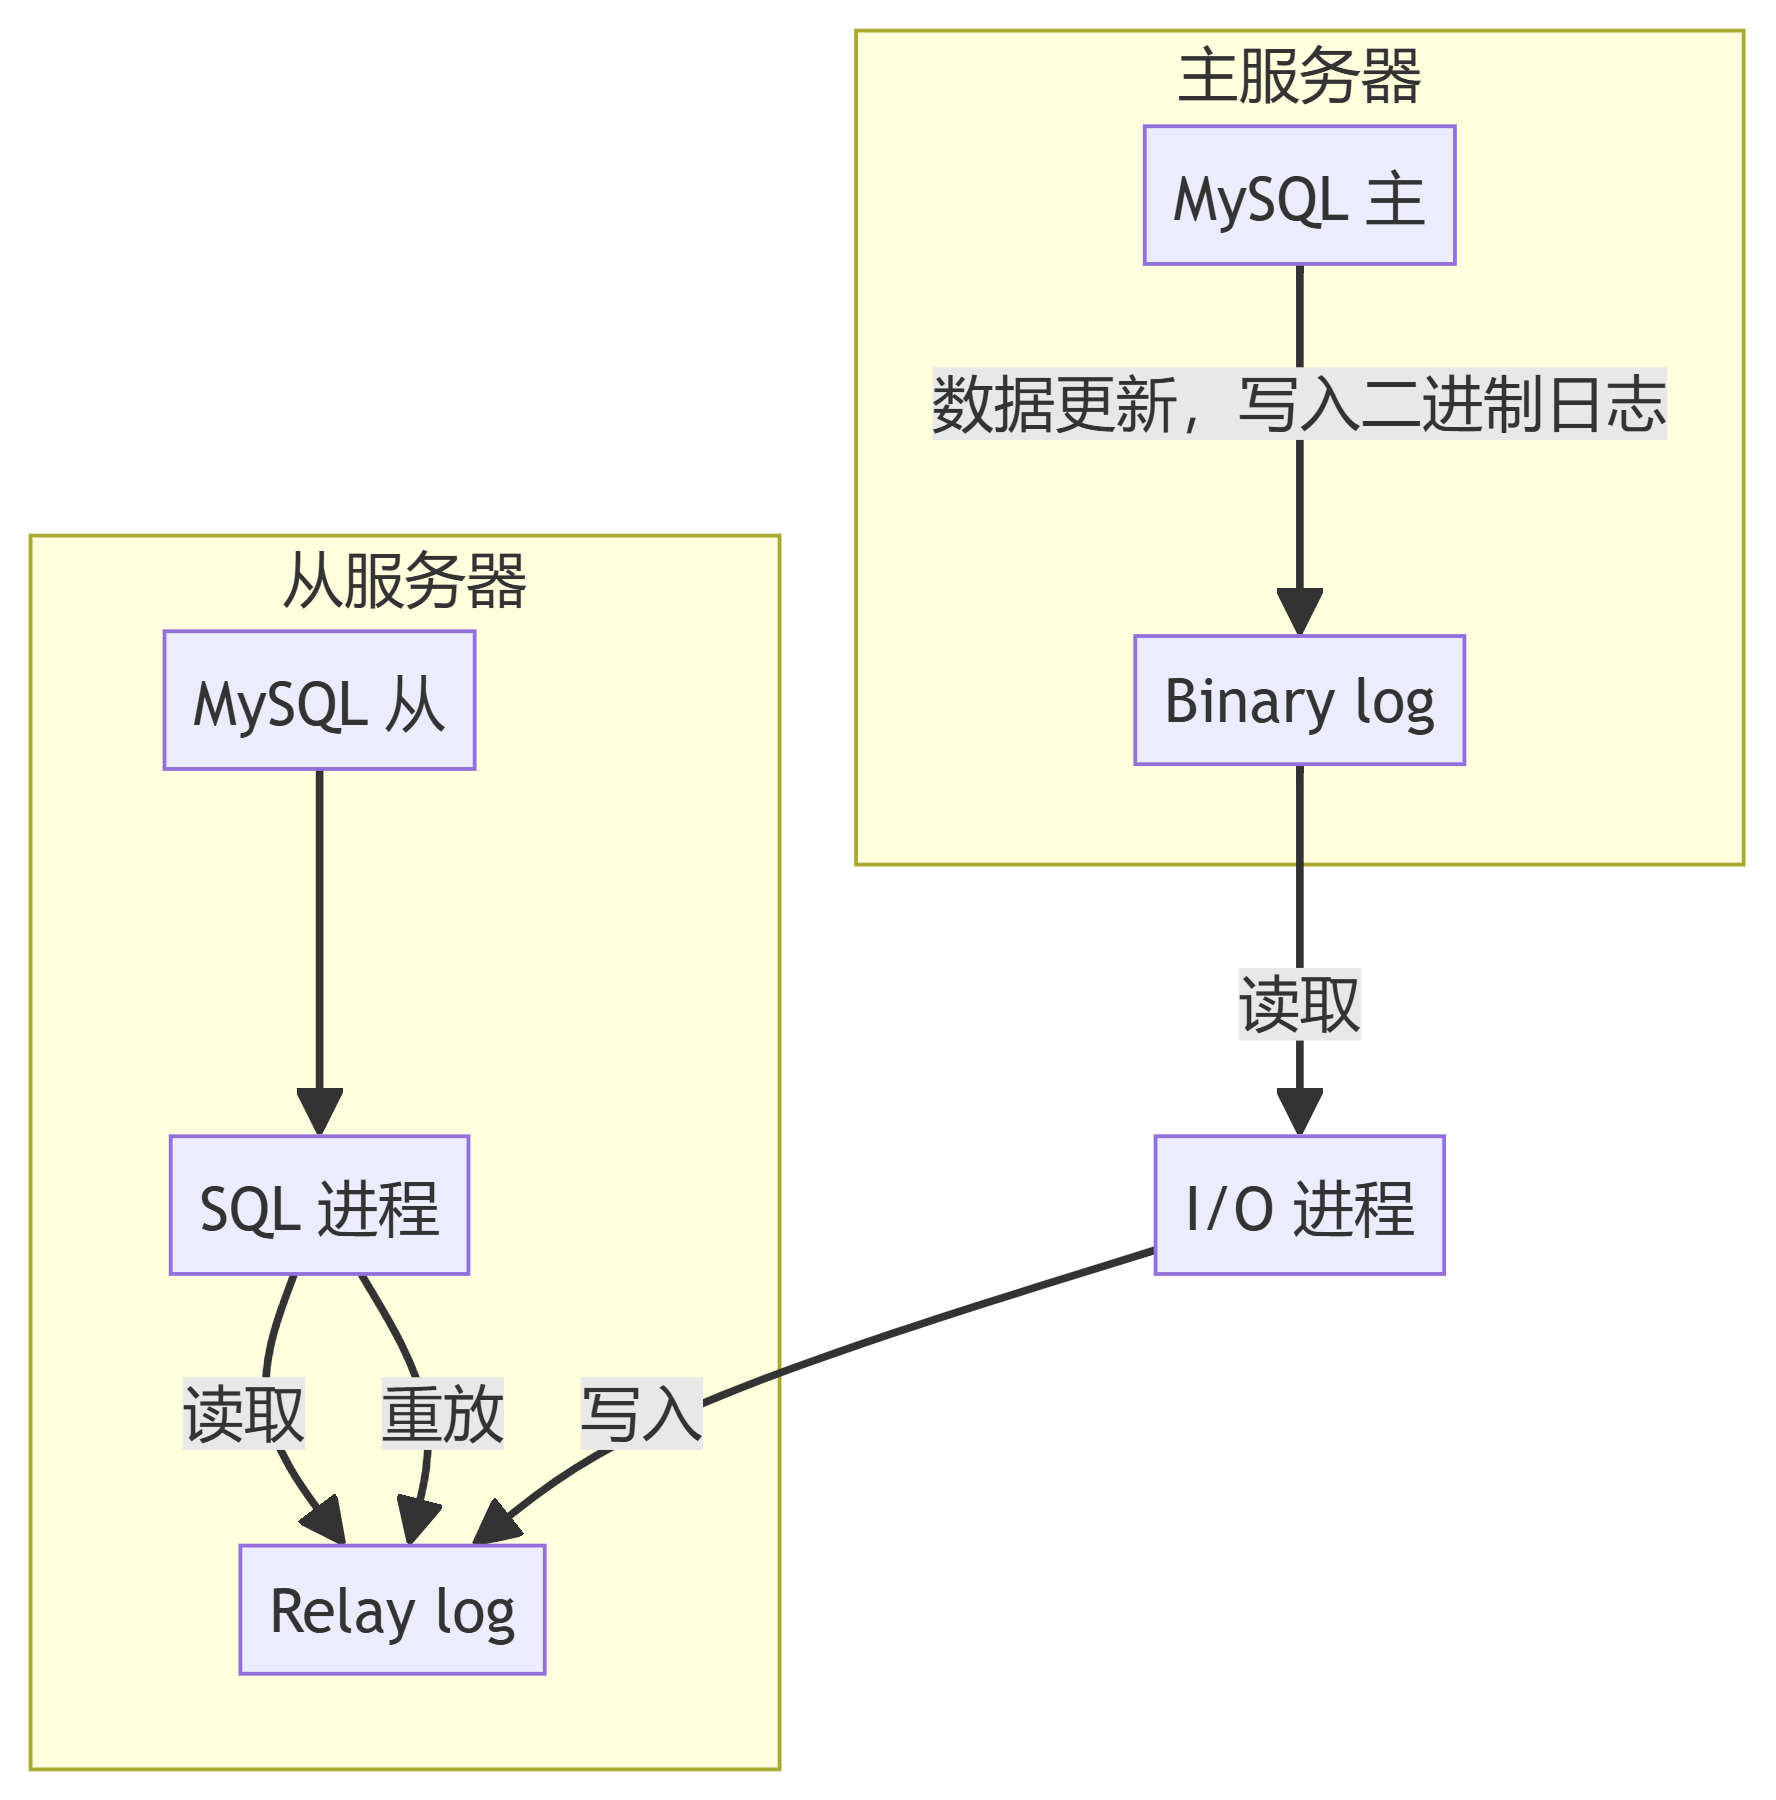 主服务器
MySQL 主
数据更新，写入二进制日志
从服务器
MySQL 从
Binary log
读取
SQL 进程
I/O 进程
读取
重放
写入
Relay log